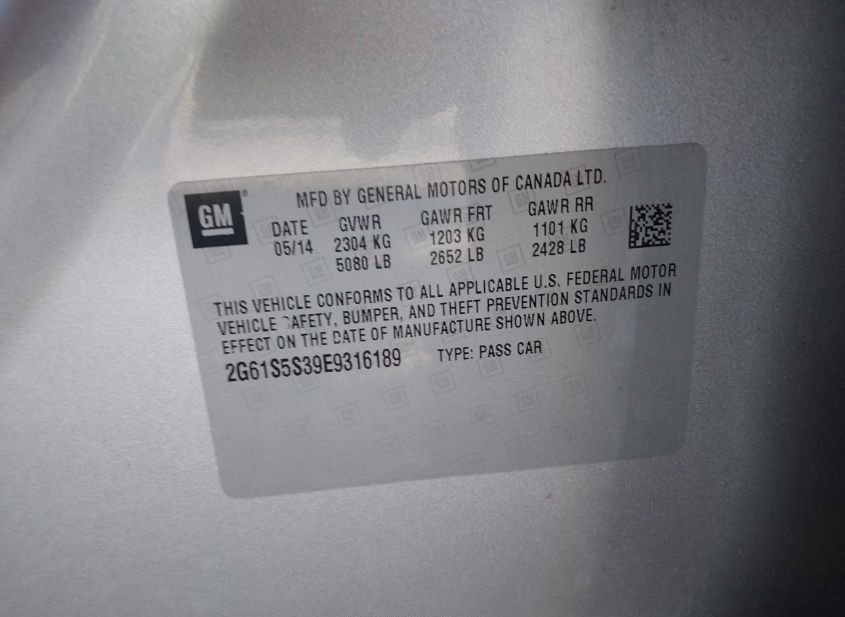 GM
MFD BY GENERAL MOTORS OF CANADA LTD.
DATE GVWR GAWR FRT GAWR RR
05/14 2304 KG 1203 KG 1101 KG
5080 LB 2652 LB 2428 LB
THIS VEHICLE CONFORMS TO ALL APPLICABLE U.S. FEDERAL MOTOR
VEHICLE SAFETY, BUMPER, AND THEFT PREVENTION STANDARDS IN
EFFECT ON THE DATE OF MANUFACTURE SHOWN ABOVE.
2G61S5S39E9316189 TYPE: PASS CAR